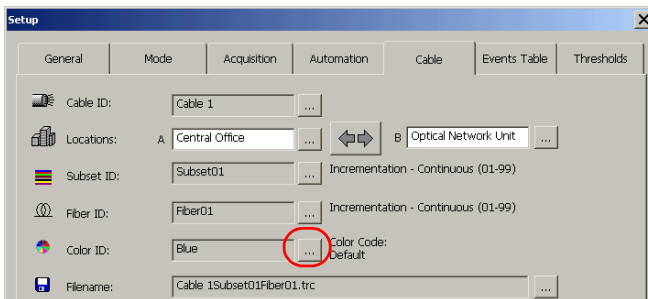 Setup
General Mode Acquisition Automation Cable Events Table Thresholds
Cable ID: Cable 1 ...
Locations: A Central Office ... B Optical Network Unit ...
Subset ID: Subset01 ... Incrementation - Continuous (01-99)
Fiber ID: Fiber01 ... Incrementation - Continuous (01-99)
Color ID: Blue ... Color Code:
Default
Filename: Cable 1Subset01Fiber01.trc ...